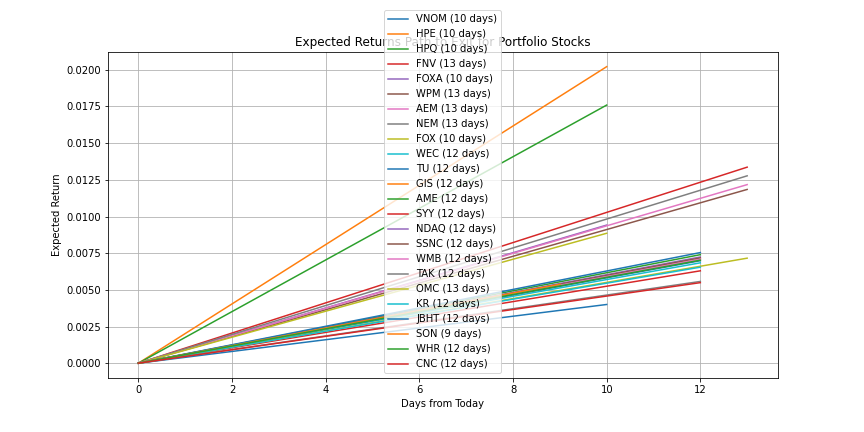 Expected Returns Path to Exit for Portfolio Stocks
VNOM (10 days)
HPE (10 days)
HPQ (10 days)
FNV (13 days)
FOXA (10 days)
WPM (13 days)
AEM (13 days)
NEM (13 days)
FOX (10 days)
WEC (12 days)
TU (12 days)
GIS (12 days)
AME (12 days)
SYY (12 days)
NDAQ (12 days)
SSNC (12 days)
WMB (12 days)
TAK (12 days)
OMC (13 days)
KR (12 days)
JBHT (12 days)
SON (9 days)
WHR (12 days)
CNC (12 days)
Expected Return
0.0200
0.0175
0.0150
0.0125
0.0100
0.0075
0.0050
0.0025
0.0000
0 2 4 6 8 10 12
Days from Today